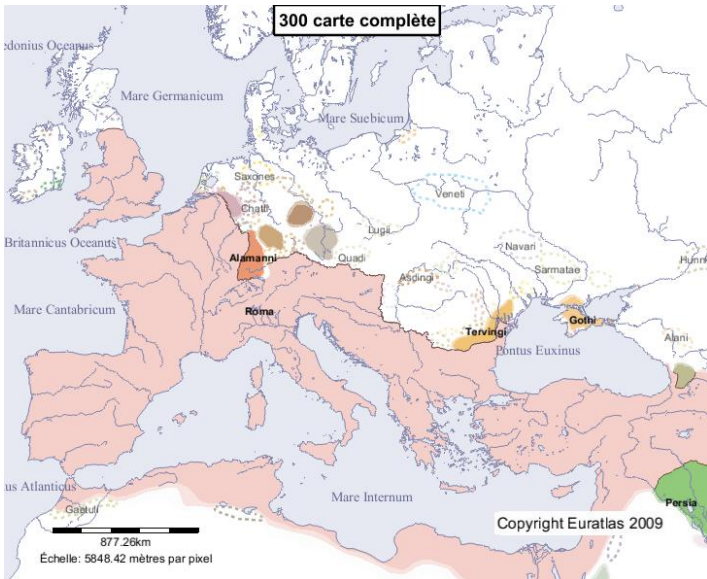 300 carte complète
edonius Oceanus
Mare Germanicum
Mare Suebicum
Saxones
Veneti
Chatti
Lugii
Navari
Britannicus Oceanus
Alamanni
Quadi
Sarmatae
Hunni
Asdingi
Mare Cantabricum
Roma
Tervingi
Gothi
Alani
Pontus Euxinus
us Atlanticus
Mare Internum
Persia
Gaetuli
Copyright Euratlas 2009
877.26km
Échelle: 5848.42 mètres par pixel